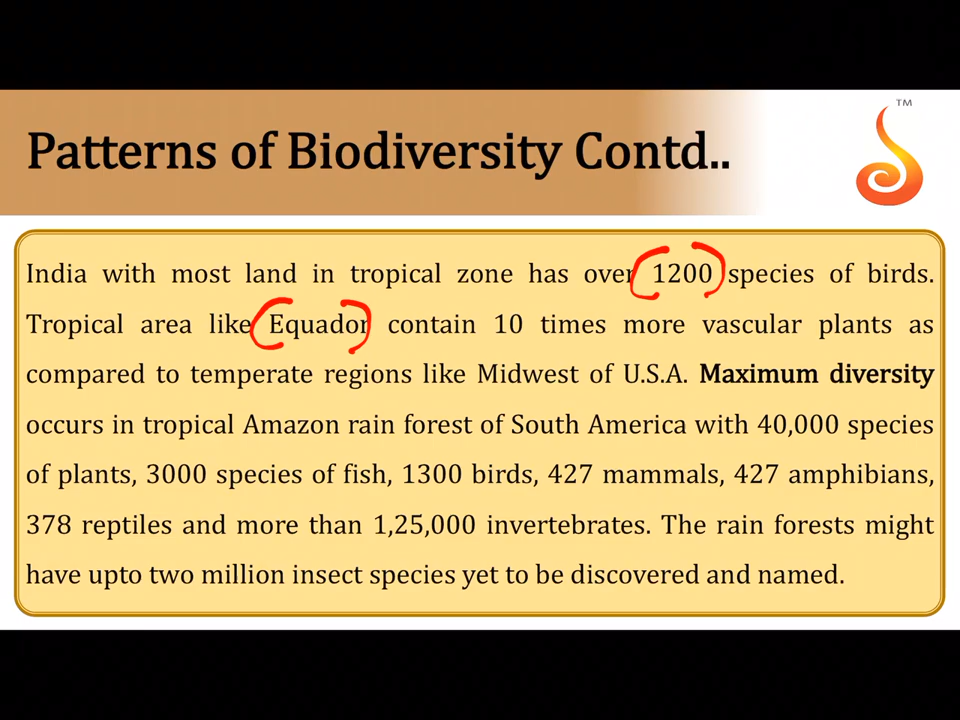 TM
Patterns of Biodiversity Contd..
India with most land in tropical zone has over 1200 species of birds.
Tropical area like Equador contain 10 times more vascular plants as
compared to temperate regions like Midwest of U.S.A. Maximum diversity
occurs in tropical Amazon rain forest of South America with 40,000 species
of plants, 3000 species of fish, 1300 birds, 427 mammals, 427 amphibians,
378 reptiles and more than 1,25,000 invertebrates. The rain forests might
have upto two million insect species yet to be discovered and named.